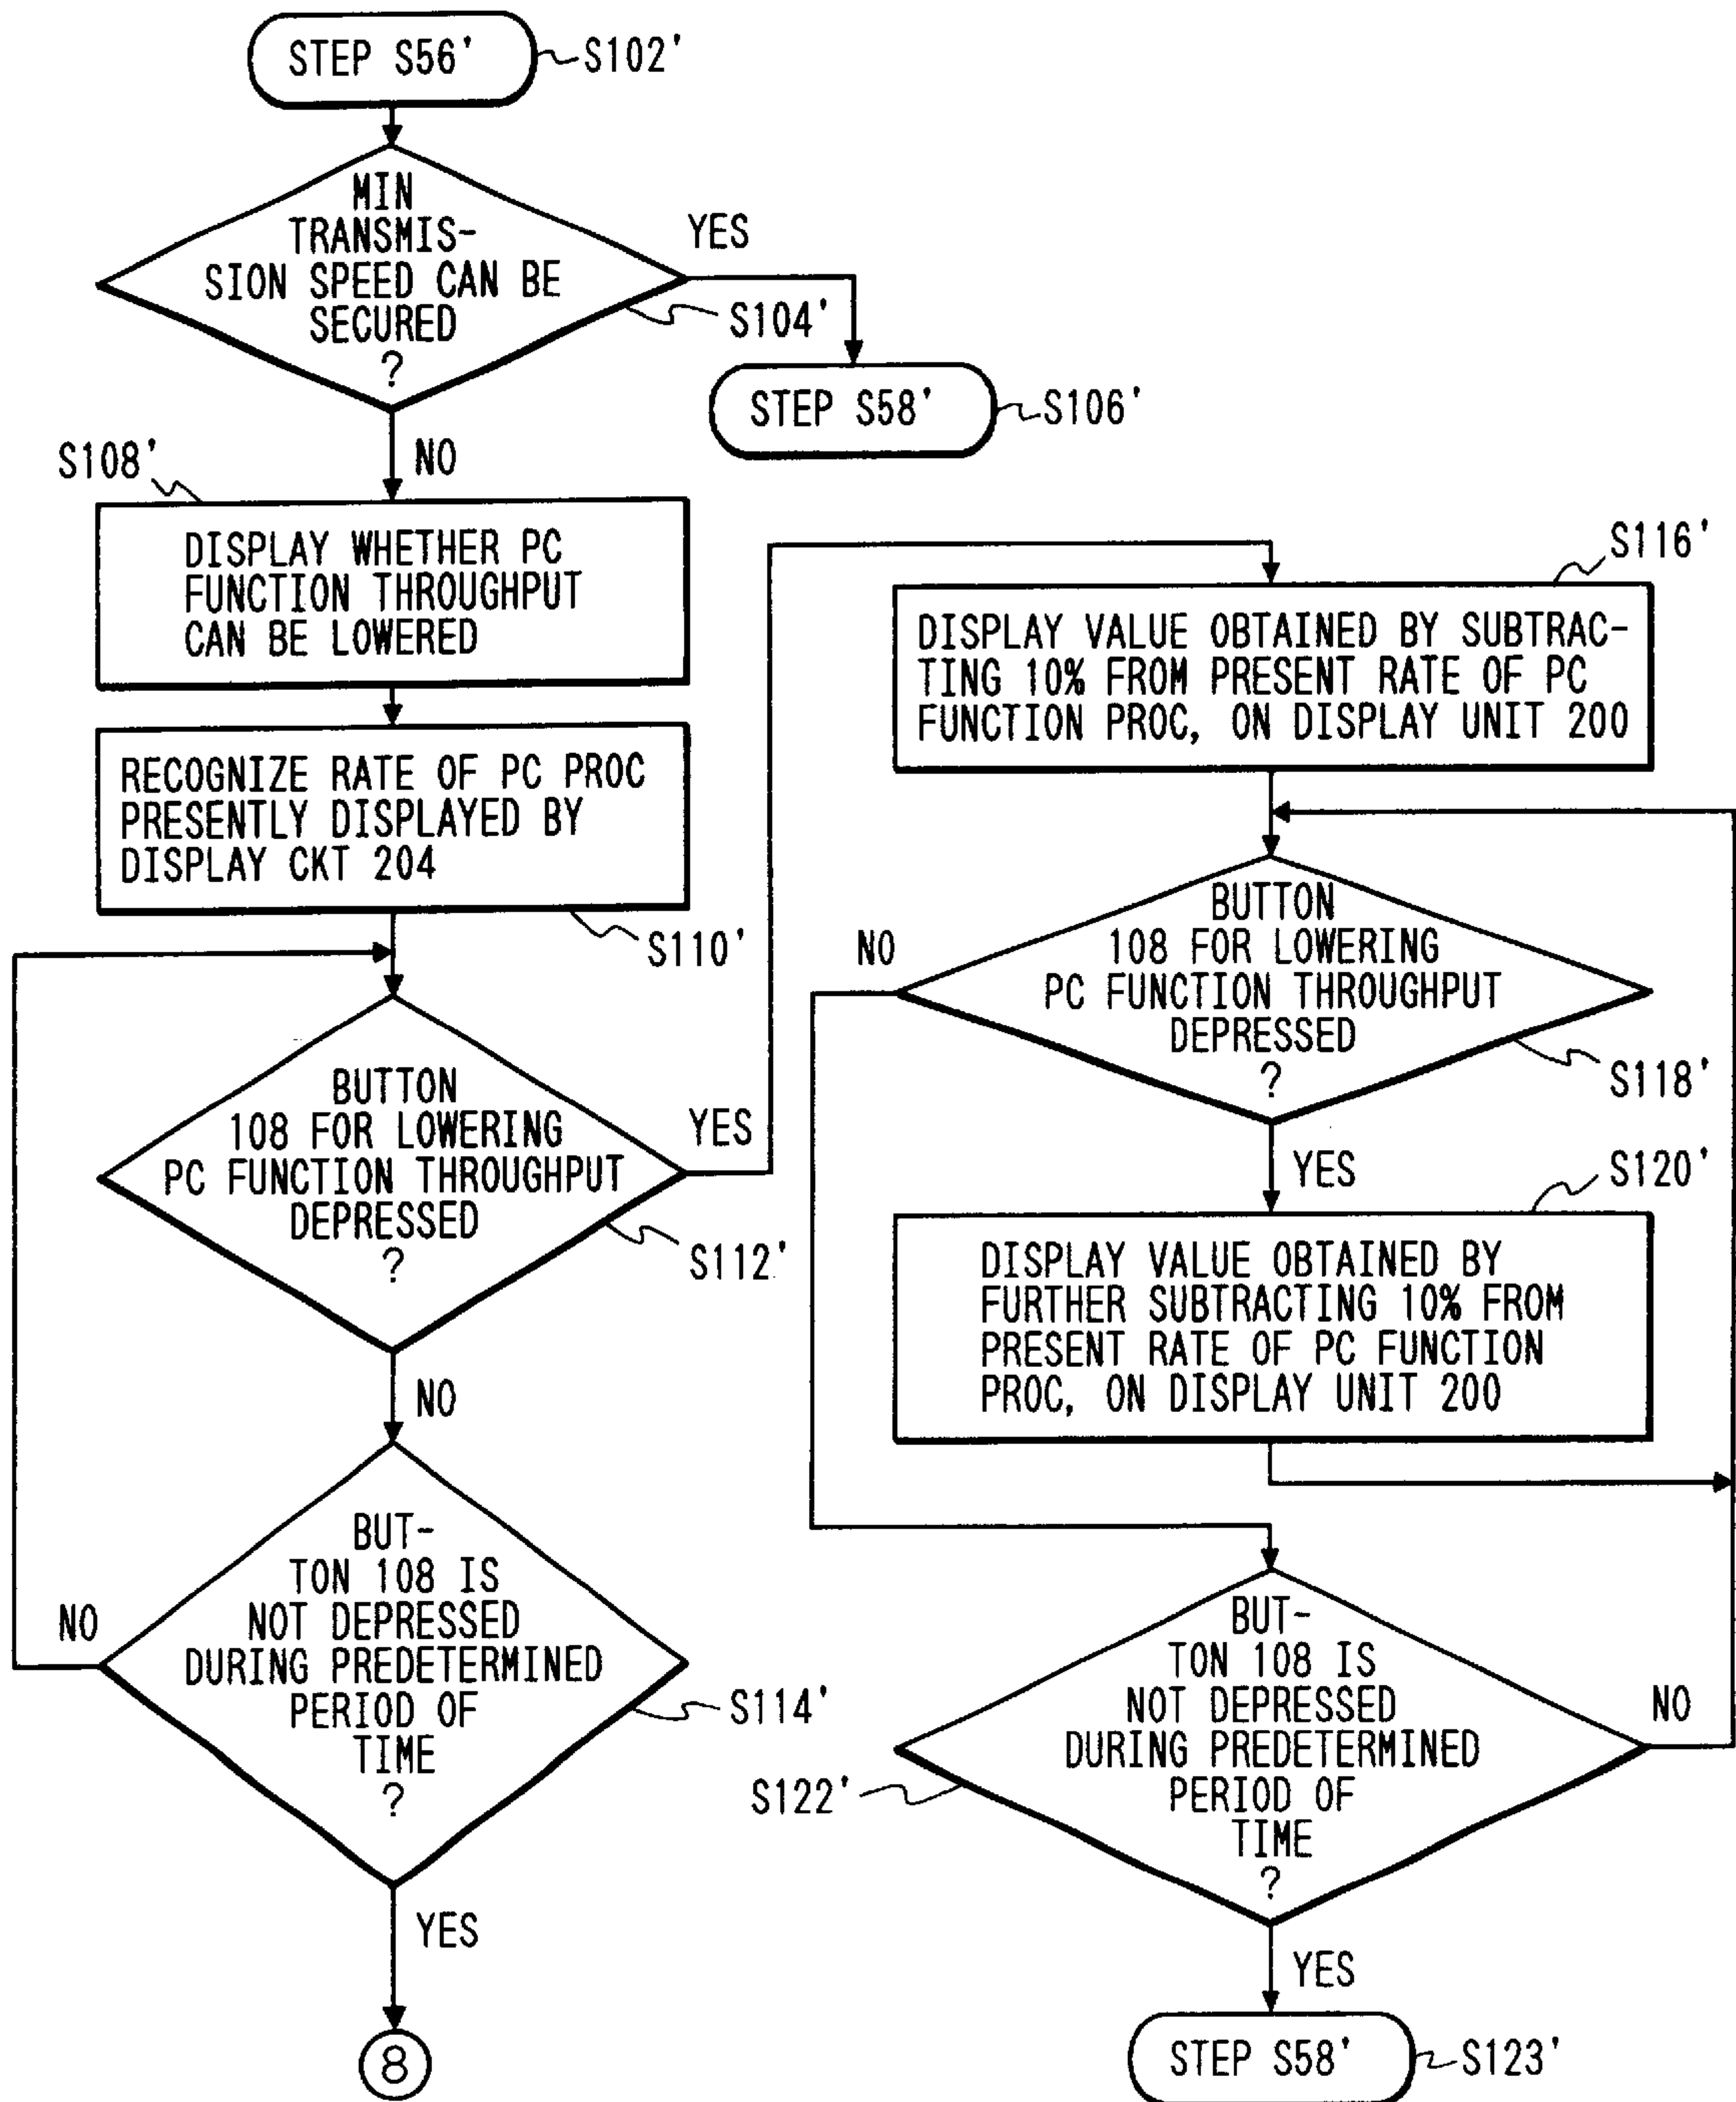 STEP S56'
S102'
MIN
TRANSMIS-
SION SPEED CAN BE
SECURED
?
YES
S104'
STEP S58'
S106'
NO
S108'
DISPLAY WHETHER PC
FUNCTION THROUGHPUT
CAN BE LOWERED
RECOGNIZE RATE OF PC PROC
PRESENTLY DISPLAYED BY
DISPLAY CKT 204
S110'
BUTTON
108 FOR LOWERING
PC FUNCTION THROUGHPUT
DEPRESSED
?
YES
S112'
NO
BUT-
TON 108 IS
NOT DEPRESSED
DURING PREDETERMINED
PERIOD OF
TIME
?
NO
S114'
YES
8
S116'
DISPLAY VALUE OBTAINED BY SUBTRAC-
TING 10% FROM PRESENT RATE OF PC
FUNCTION PROC, ON DISPLAY UNIT 200
BUTTON
108 FOR LOWERING
PC FUNCTION THROUGHPUT
DEPRESSED
?
NO
S118'
YES
S120'
DISPLAY VALUE OBTAINED BY
FURTHER SUBTRACTING 10% FROM
PRESENT RATE OF PC FUNCTION
PROC, ON DISPLAY UNIT 200
BUT-
TON 108 IS
NOT DEPRESSED
DURING PREDETERMINED
PERIOD OF
TIME
?
NO
S122'
YES
STEP S58'
S123'